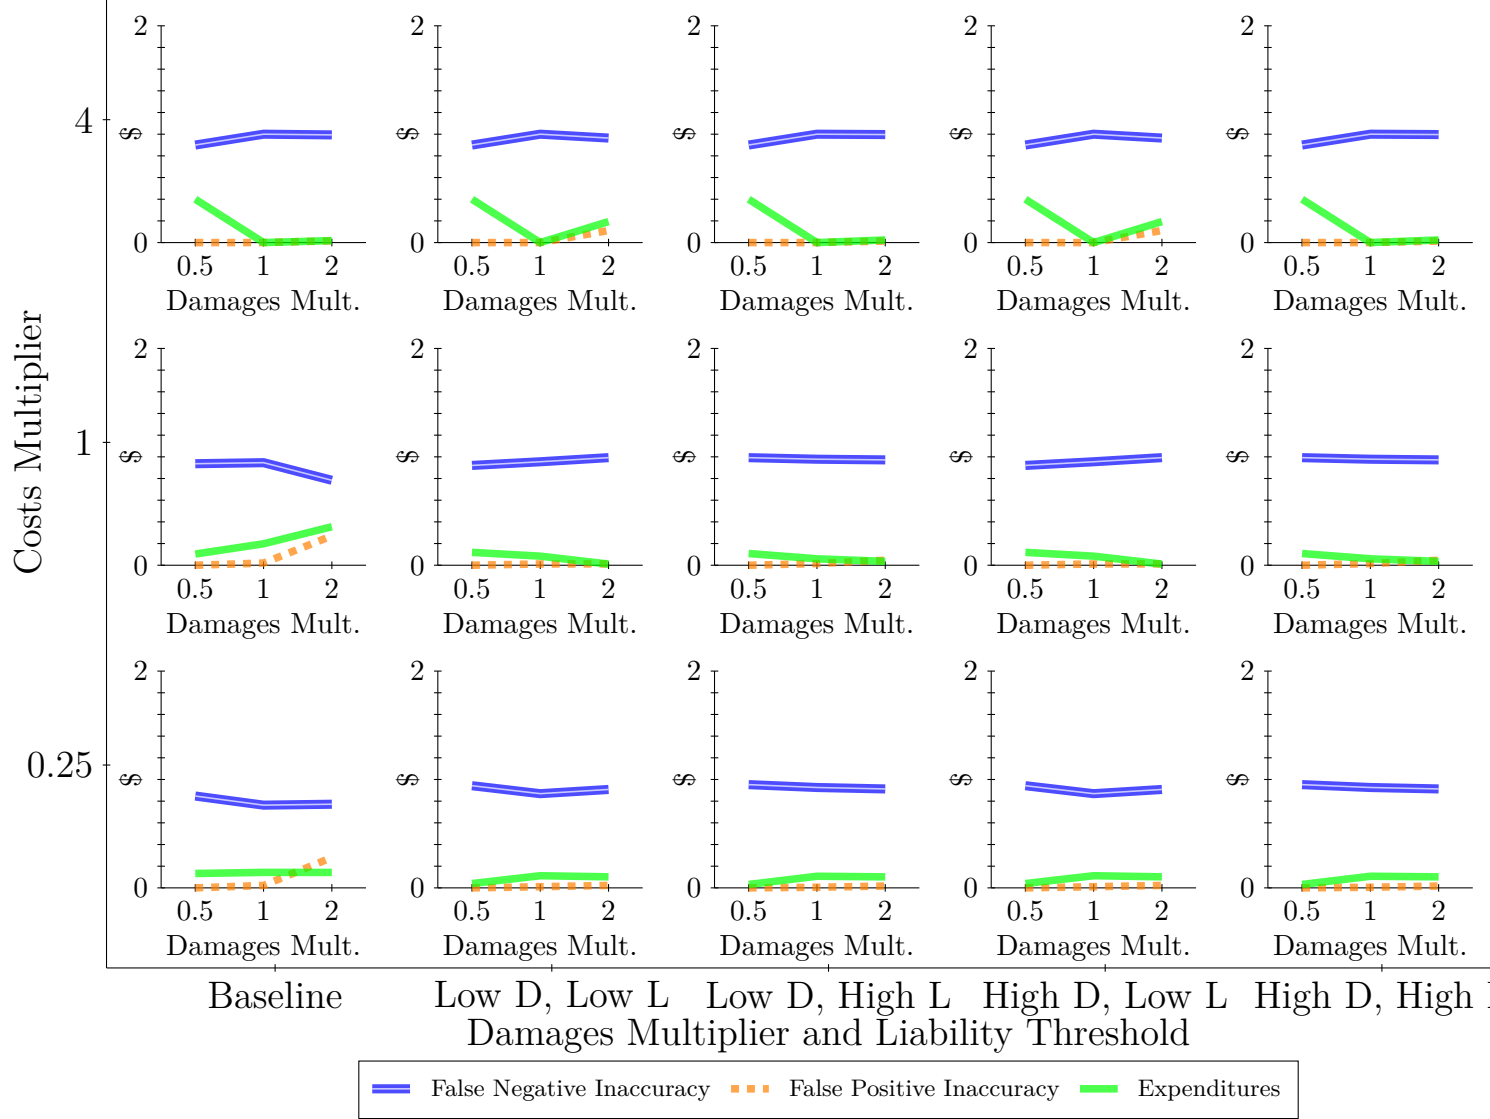 2 2 2 2 2
4
$ $ $ $ $
0 0 0 0 0
0.5 1 2 0.5 1 2 0.5 1 2 0.5 1 2 0.5 1 2
Damages Mult. Damages Mult. Damages Mult. Damages Mult. Damages Mult.
Costs Multiplier
2 2 2 2 2
1
$ $ $ $ $
0 0 0 0 0
0.5 1 2 0.5 1 2 0.5 1 2 0.5 1 2 0.5 1 2
Damages Mult. Damages Mult. Damages Mult. Damages Mult. Damages Mult.
2 2 2 2 2
0.25
$ $ $ $ $
0 0 0 0 0
0.5 1 2 0.5 1 2 0.5 1 2 0.5 1 2 0.5 1 2
Damages Mult. Damages Mult. Damages Mult. Damages Mult. Damages Mult.
Baseline Low D, Low L Low D, High L High D, Low L High D, High
Damages Multiplier and Liability Threshold
False Negative Inaccuracy False Positive Inaccuracy Expenditures